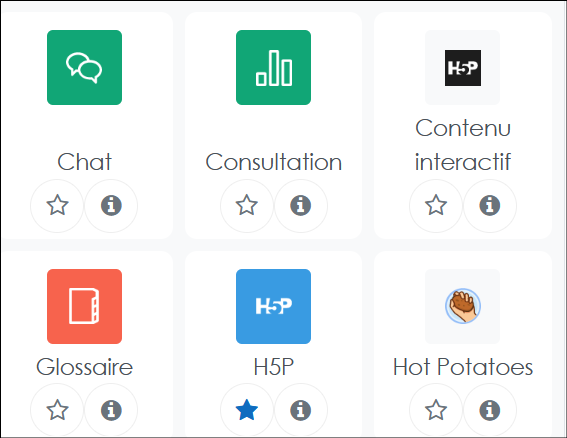 H5P
Chat
Consultation
Contenu
interactif
H5P
Glossaire
H5P
Hot Potatoes